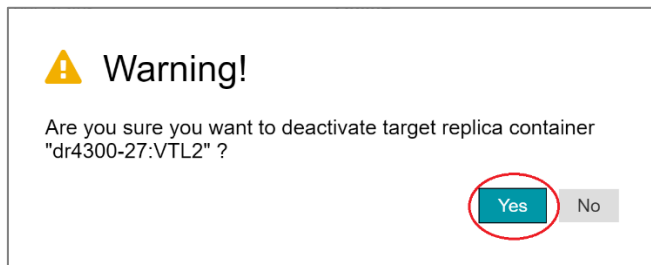 Warning!
Are you sure you want to deactivate target replica container
"dr4300-27:VTL2" ?
Yes No